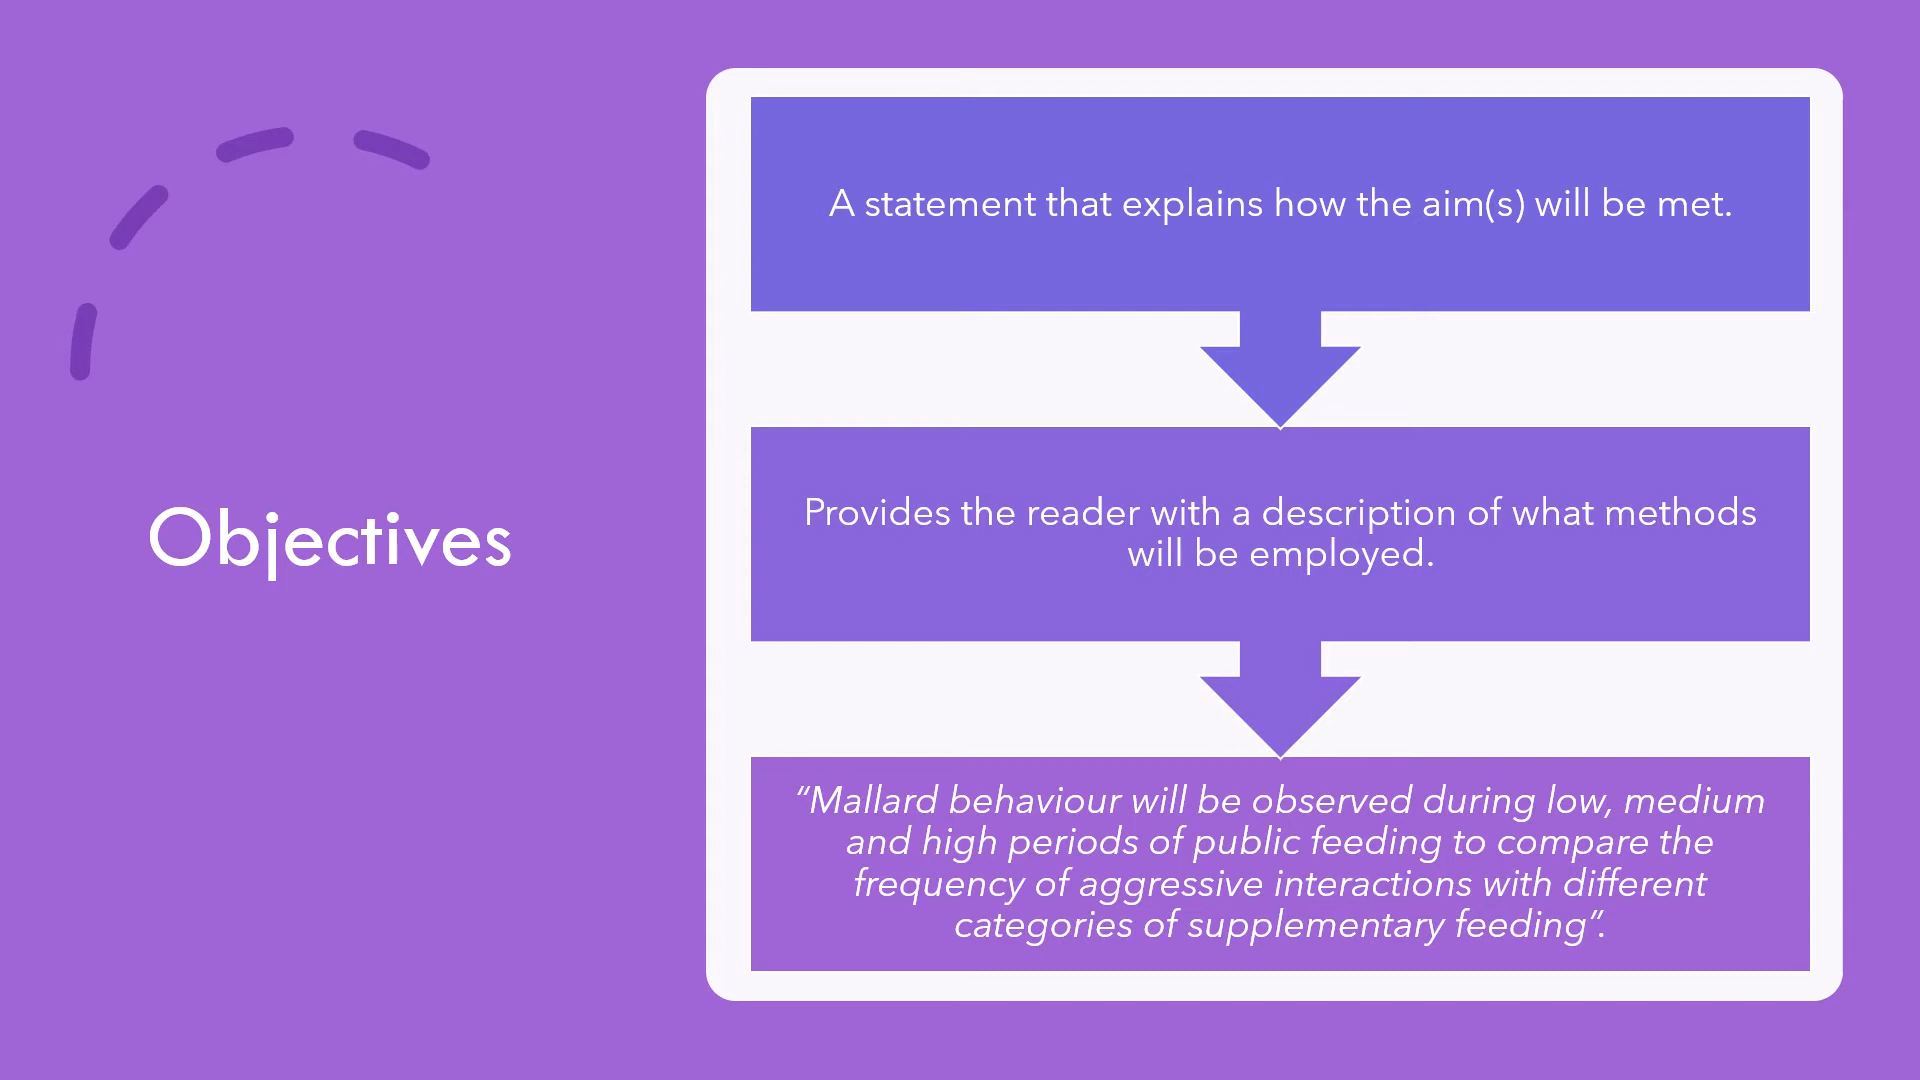 Objectives
A statement that explains how the aim(s) will be met.
Provides the reader with a description of what methods
will be employed.
“Mallard behaviour will be observed during low, medium
and high periods of public feeding to compare the
frequency of aggressive interactions with different
categories of supplementary feeding”.